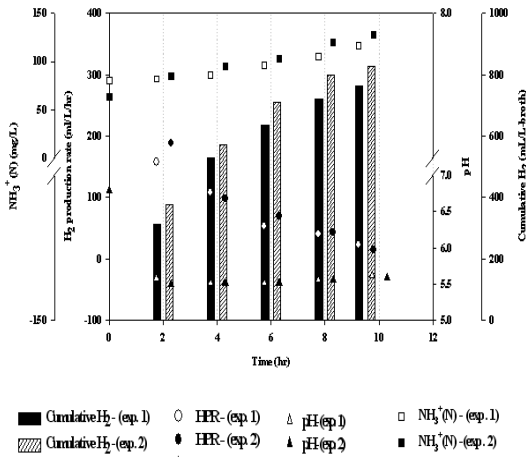 150 400 8.0 1000
100 300 800
50 7.5 600
0 200 7.0
100 6.5 400
0 6.0 200
5.5
-150 -100 5.0 0
0 2 4 6 8 10 12
Time (hr)
NH₃⁺(N) (mg/L)
H₂ production rate (ml/L/hr)
pH
Cumulative H₂ (mL/L-broth)
Cumulative H₂ - (exp. 1) HPR - (exp. 1) pH-(exp.1) NH₃⁺(N) - (exp. 1)
Cumulative H₂ - (exp. 2) HPR - (exp. 2) pH-(exp.2) NH₃⁺(N) - (exp. 2)